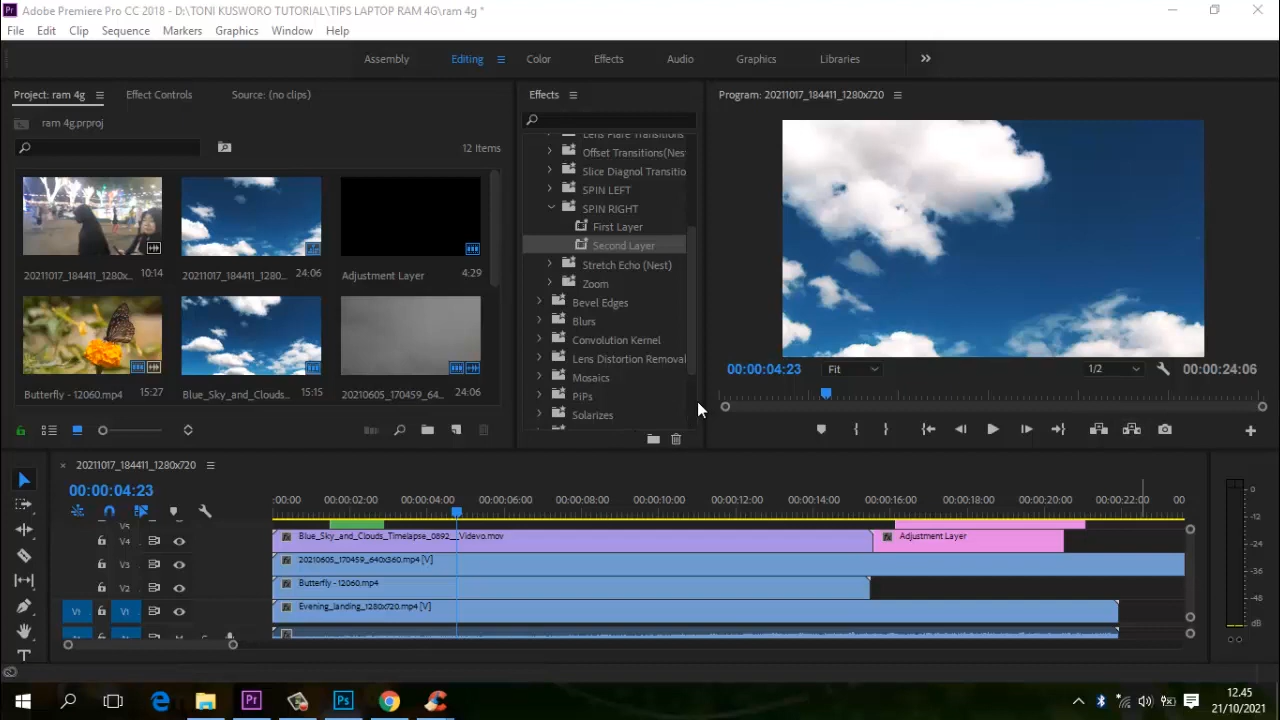 Adobe Premiere Pro CC 2018 - D:\TONI KUSWORO TUTORIAL\TIPS LAPTOP RAM 4G\ram 4g *
File Edit Clip Sequence Markers Graphics Window Help
Assembly Editing Color Effects Audio Graphics Libraries
Project: ram 4g Effect Controls Source: (no clips)
ram 4g.prproj
12 Items
20211017_184411_1280x... 10:14
20211017_184411_1280... 24:06
Adjustment Layer 4:29
Butterfly - 12060.mp4 15:27
Blue_Sky_and_Clouds... 15:15
20210605_170459_64... 24:06
Effects
Lens Flare Transitions
Offset Transitions(Nes
Slice Diagnol Transitio
SPIN LEFT
SPIN RIGHT
First Layer
Second Layer
Stretch Echo (Nest)
Zoom
Bevel Edges
Blurs
Convolution Kernel
Lens Distortion Removal
Mosaics
PiPs
Solarizes
Program: 20211017_184411_1280x720
00:00:04:23 Fit 1/2 00:00:24:06
20211017_184411_1280x720
00:00:04:23
:00:00 00:00:02:00 00:00:04:00 00:00:06:00 00:00:08:00 00:00:10:00 00:00:12:00 00:00:14:00 00:00:16:00 00:00:18:00 00:00:20:00 00:00:22:00 00
V5
V4 Blue_Sky_and_Clouds_Timelapse_0892__Videvo.mov Adjustment Layer
V3 20210605_170459_640x360.mp4 [V]
V2 Butterfly - 12060.mp4
V1 V1 Evening_landing_1280x720.mp4 [V]
0
-12
-24
-36
-48
dB
12.45
21/10/2021